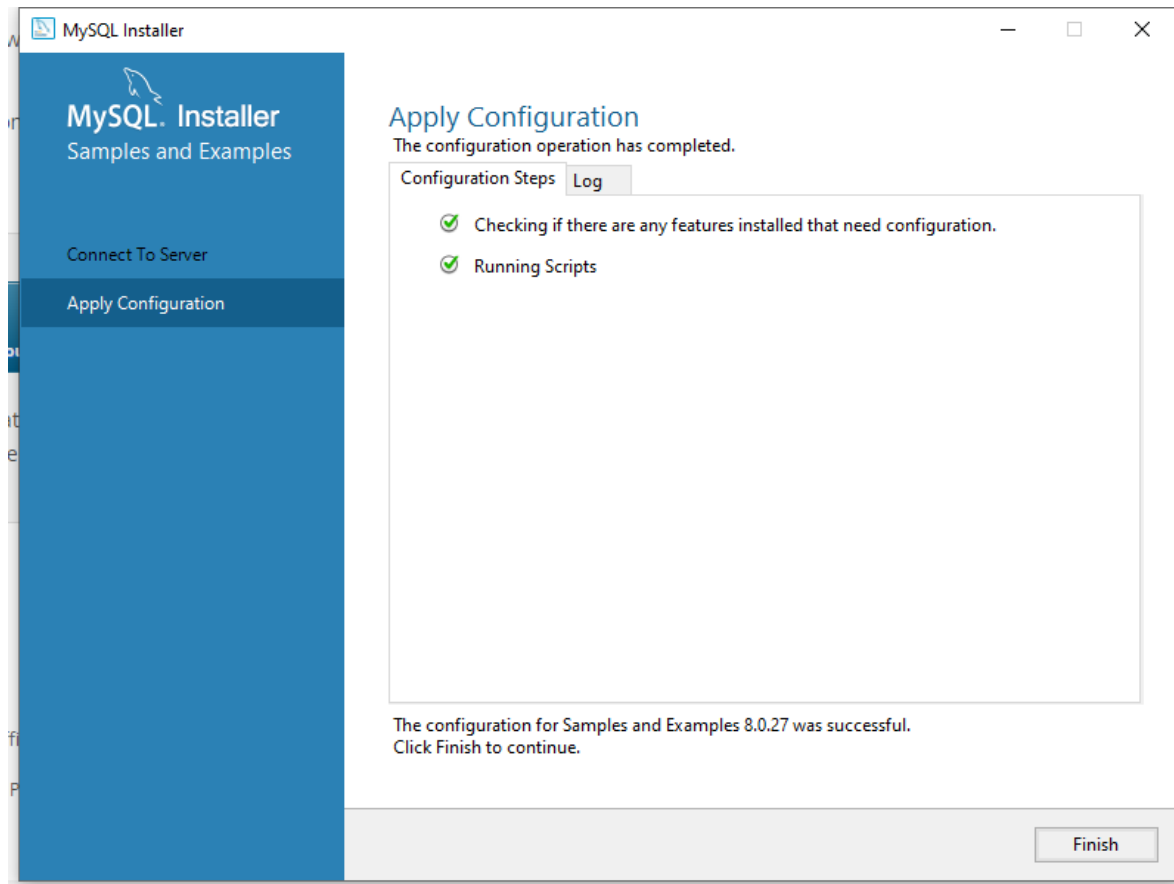 MySQL Installer
MySQL. Installer
Samples and Examples
Connect To Server
Apply Configuration
Apply Configuration
The configuration operation has completed.
Configuration Steps
Log
Checking if there are any features installed that need configuration.
Running Scripts
The configuration for Samples and Examples 8.0.27 was successful.
Click Finish to continue.
Finish